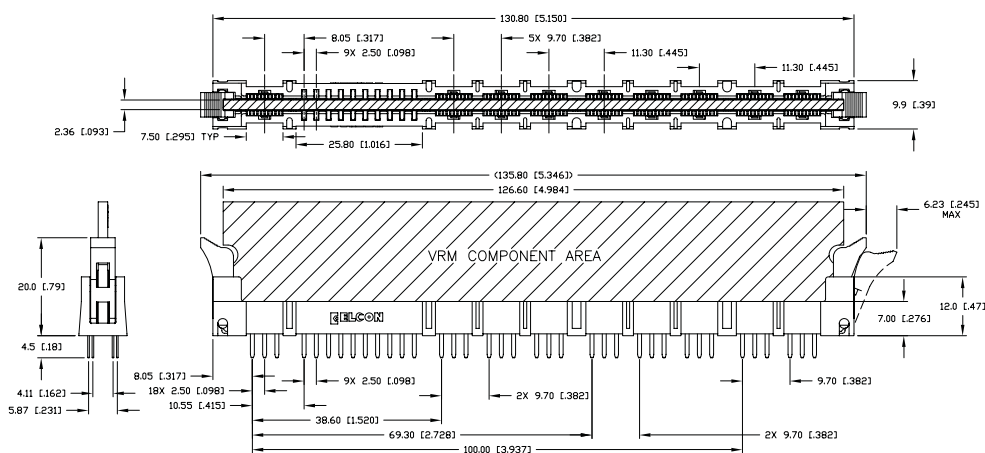 130.80 [5.150]
8.05 [.317]
5X 9.70 [.382]
9X 2.50 [.098]
11.30 [.445]
11.30 [.445]
9.9 [.39]
2.36 [.093]
7.50 [.295] TYP
25.80 [1.016]
(135.80 [5.346])
126.60 [4.984]
6.23 [.245]
MAX
VRM COMPONENT AREA
20.0 [.79]
12.0 [.47]
7.00 [.276]
ELCON
4.5 [.18]
8.05 [.317]
9X 2.50 [.098]
9.70 [.382]
4.11 [.162]
18X 2.50 [.098]
2X 9.70 [.382]
5.87 [.231]
10.55 [.415]
38.60 [1.520]
69.30 [2.728]
2X 9.70 [.382]
100.00 [3.937]